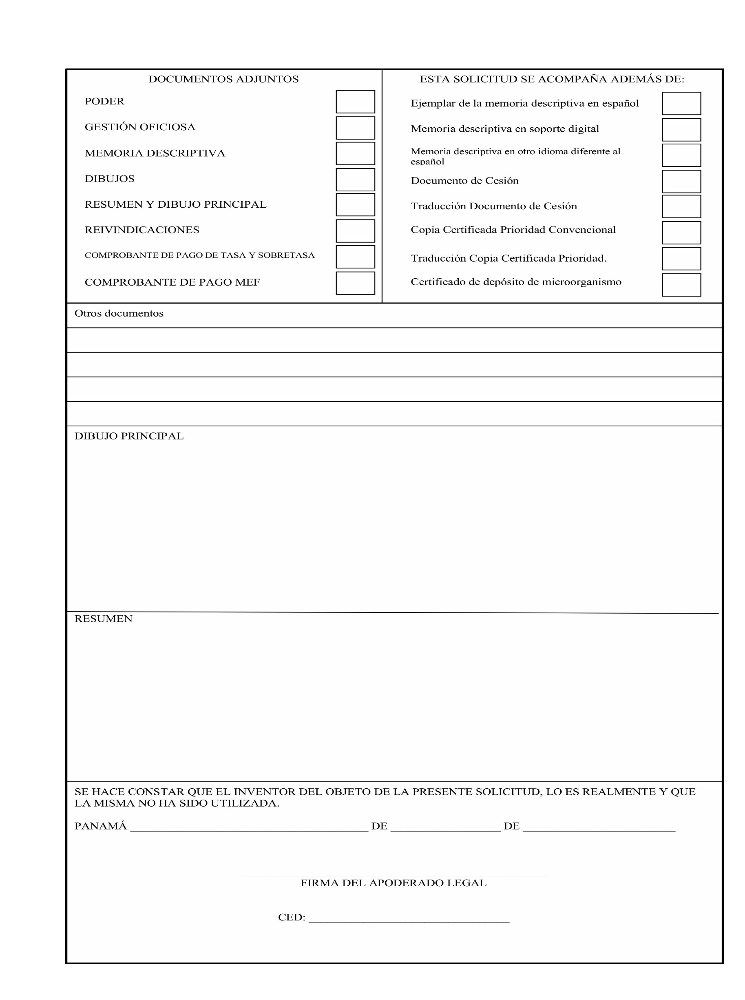 DOCUMENTOS ADJUNTOS
PODER
GESTIÓN OFICIOSA
MEMORIA DESCRIPTIVA
DIBUJOS
RESUMEN Y DIBUJO PRINCIPAL
REIVINDICACIONES
COMPROBANTE DE PAGO DE TASA Y SOBRETASA
COMPROBANTE DE PAGO MEF
ESTA SOLICITUD SE ACOMPAÑA ADEMÁS DE:
Ejemplar de la memoria descriptiva en español
Memoria descriptiva en soporte digital
Memoria descriptiva en otro idioma diferente al
español
Documento de Cesión
Traducción Documento de Cesión
Copia Certificada Prioridad Convencional
Traducción Copia Certificada Prioridad.
Certificado de depósito de microorganismo
Otros documentos
DIBUJO PRINCIPAL
RESUMEN
SE HACE CONSTAR QUE EL INVENTOR DEL OBJETO DE LA PRESENTE SOLICITUD, LO ES REALMENTE Y QUE
LA MISMA NO HA SIDO UTILIZADA.
PANAMÁ ______ DE ______ DE ______
FIRMA DEL APODERADO LEGAL
CED: ______